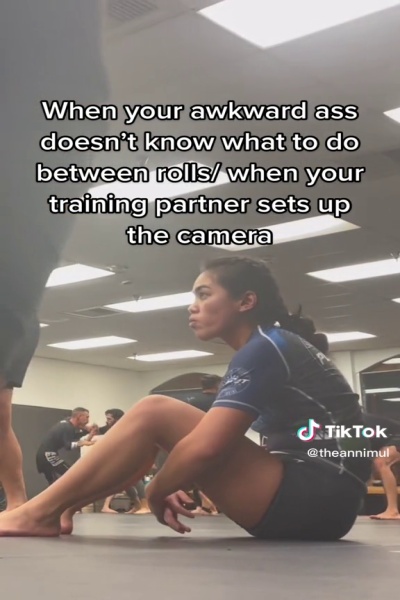 When your awkward ass
doesn't know what to do
between rolls/ when your
training partner sets up
the camera
TikTok
@theannimul